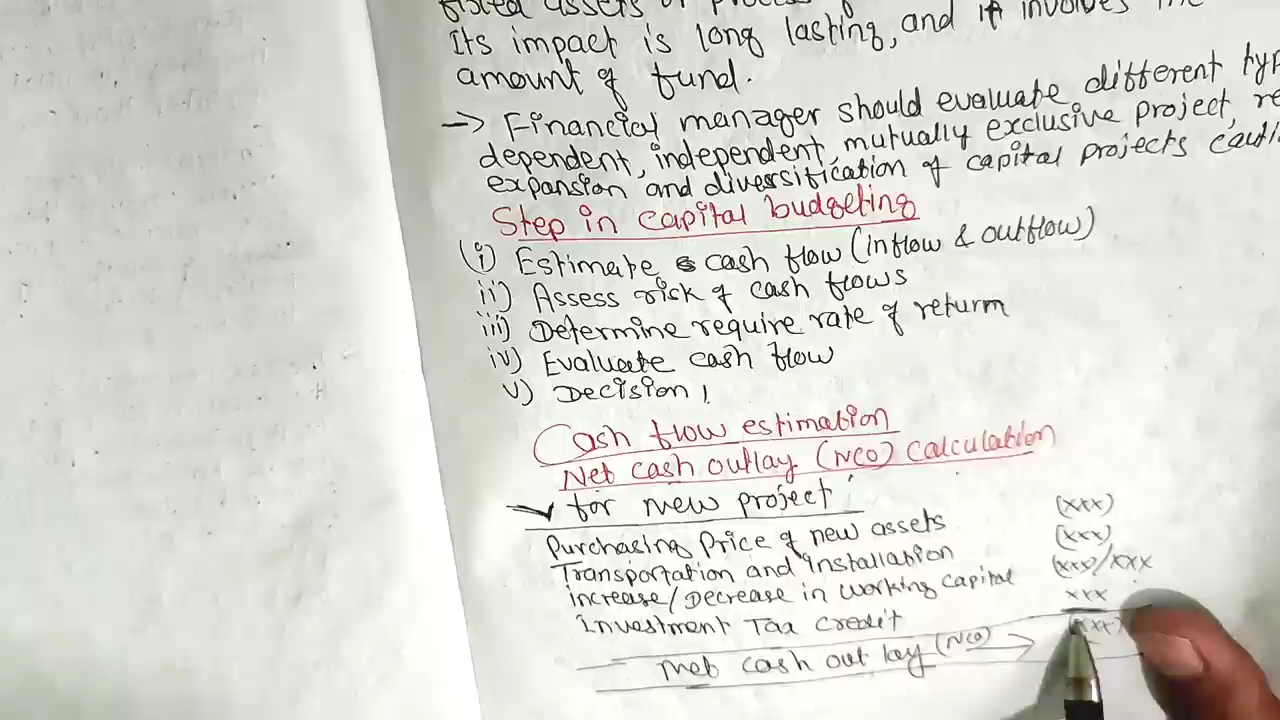 assets of
Its impact is long lasting, and it involves the
amount of fund.
→ Financial manager should evaluate different typ
dependent, independent, mutually exclusive project, re
expansion and diversification of capital projects
Step in capital budgeting
(i) Estimate cash flow (inflow & outflow)
ii) Assess risk of cash flows
iii) Determine require rate of return
iv) Evaluate cash flow
v) Decision,
Cash flow estimation
Net cash outlay (NCO) calculation
for new project
Purchasing Price of new assets (xxx)
Transportation and installation (xxx)
increase/Decrease in working capital (xxx)/xxx
Investment Tax credit xxx
Net cash out lay (NCO) → (xxx)